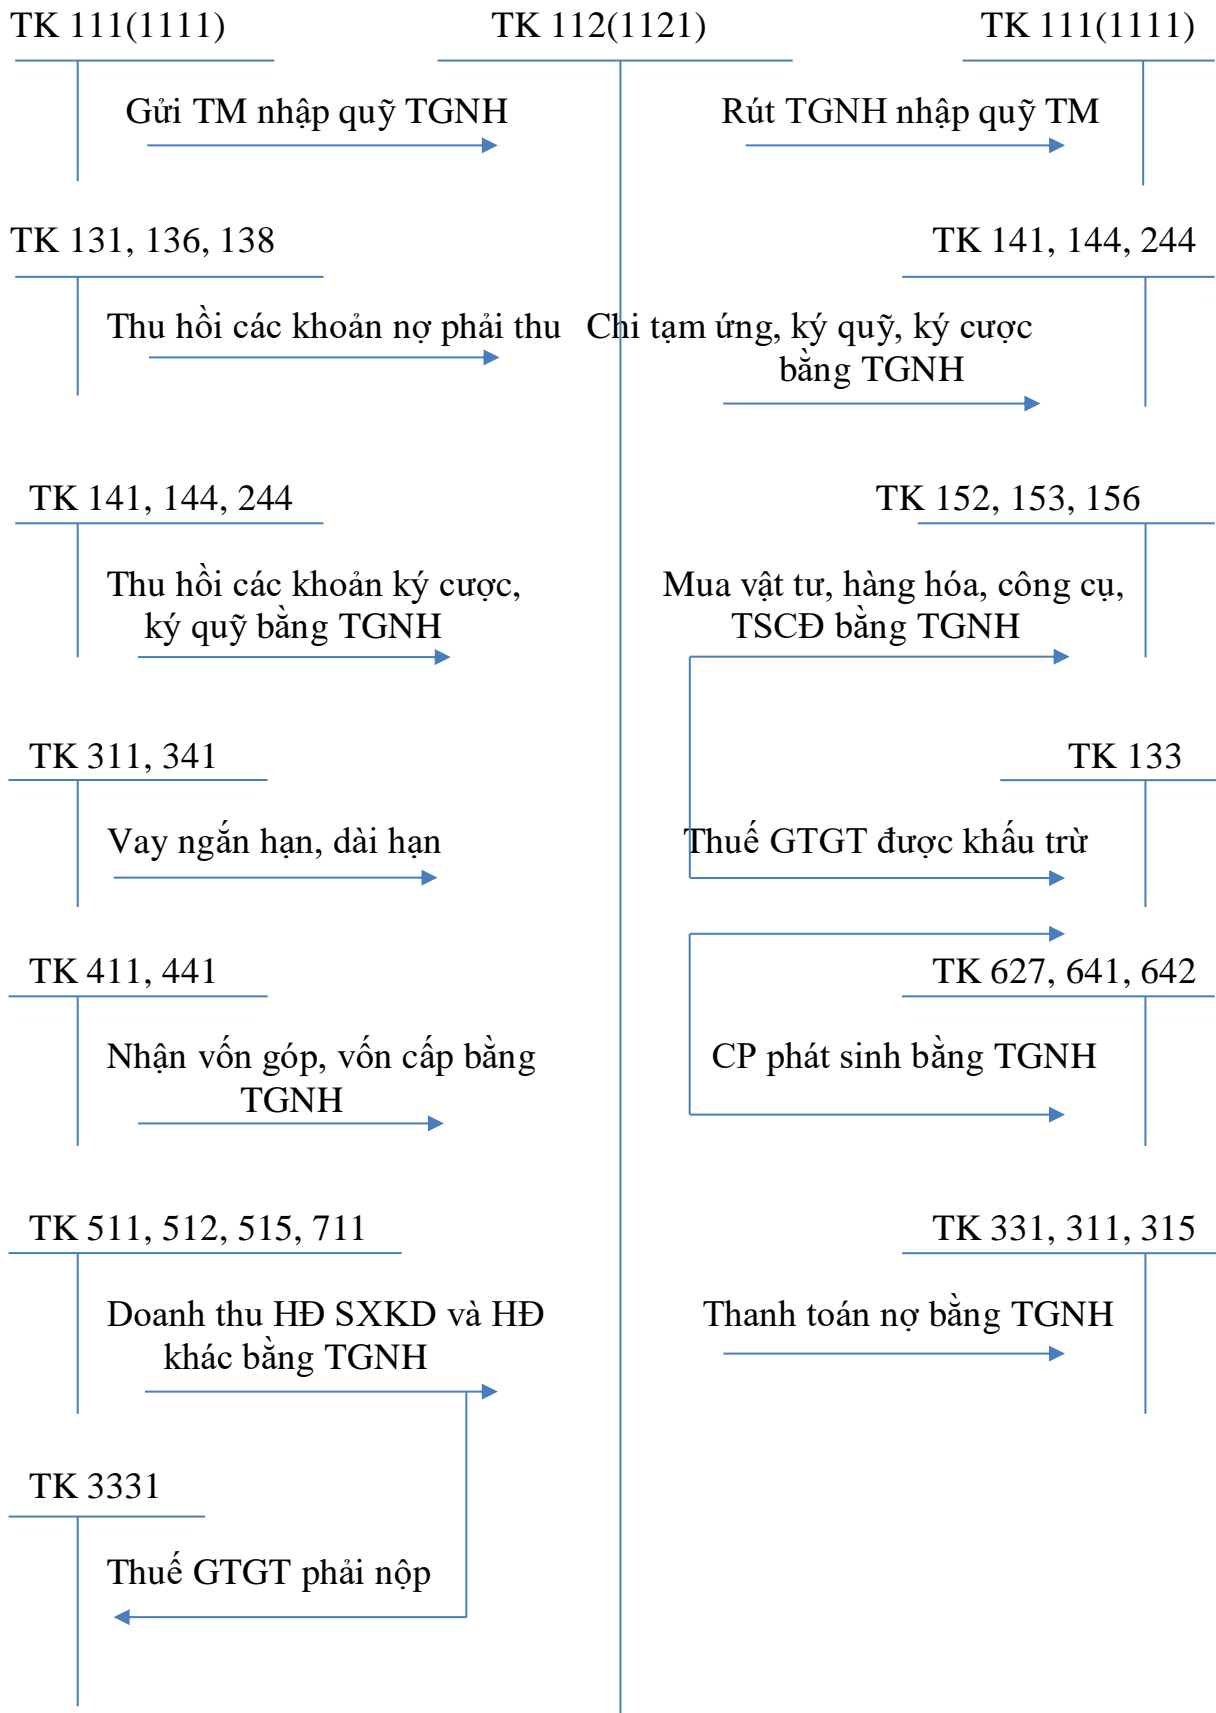 TK 111(1111)
TK 112(1121)
TK 111(1111)
Gửi TM nhập quỹ TGNH
Rút TGNH nhập quỹ TM
TK 131, 136, 138
TK 141, 144, 244
Thu hồi các khoản nợ phải thu
Chi tạm ứng, ký quỹ, ký cược
bằng TGNH
TK 141, 144, 244
TK 152, 153, 156
Thu hồi các khoản ký cược,
ký quỹ bằng TGNH
Mua vật tư, hàng hóa, công cụ,
TSCĐ bằng TGNH
TK 311, 341
TK 133
Vay ngắn hạn, dài hạn
Thuế GTGT được khấu trừ
TK 411, 441
TK 627, 641, 642
Nhận vốn góp, vốn cấp bằng
TGNH
CP phát sinh bằng TGNH
TK 511, 512, 515, 711
TK 331, 311, 315
Doanh thu HĐ SXKD và HĐ
khác bằng TGNH
Thanh toán nợ bằng TGNH
TK 3331
Thuế GTGT phải nộp